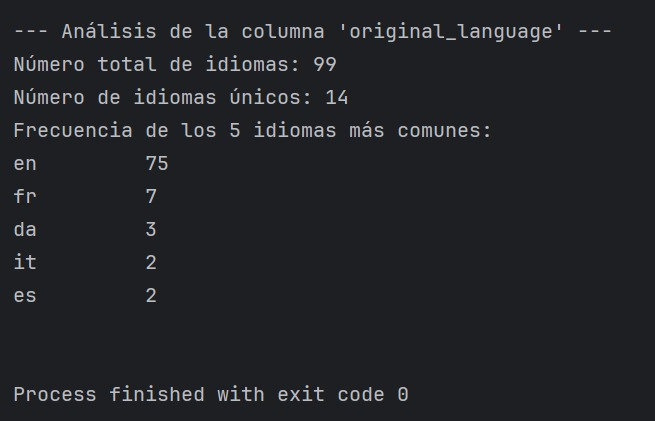 --- Análisis de la columna 'original_language' ---
Número total de idiomas: 99
Número de idiomas únicos: 14
Frecuencia de los 5 idiomas más comunes:
en         75
fr         7
da         3
it         2
es         2
Process finished with exit code 0